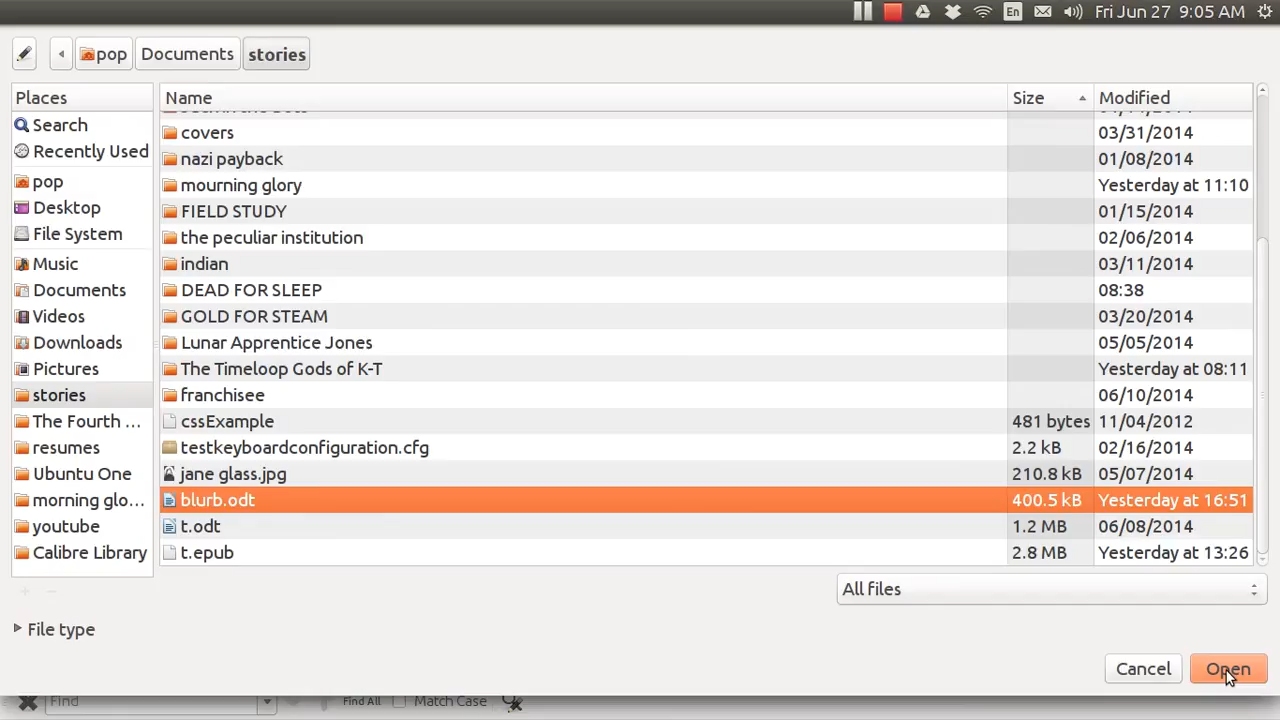 En Fri Jun 27 9:05 AM
pop Documents stories
Places Name Size Modified
Search
Recently Used
pop
Desktop
File System
Music
Documents
Videos
Downloads
Pictures
stories
The Fourth ...
resumes
Ubuntu One
morning glo...
youtube
Calibre Library
covers 03/31/2014
nazi payback 01/08/2014
mourning glory Yesterday at 11:10
FIELD STUDY 01/15/2014
the peculiar institution 02/06/2014
indian 03/11/2014
DEAD FOR SLEEP 08:38
GOLD FOR STEAM 03/20/2014
Lunar Apprentice Jones 05/05/2014
The Timeloop Gods of K-T Yesterday at 08:11
franchisee 06/10/2014
cssExample 481 bytes 11/04/2012
testkeyboardconfiguration.cfg 2.2 kB 02/16/2014
jane glass.jpg 210.8 kB 05/07/2014
blurb.odt 400.5 kB Yesterday at 16:51
t.odt 1.2 MB 06/08/2014
t.epub 2.8 MB Yesterday at 13:26
All files
File type
Cancel Open
Find Find All Match Case